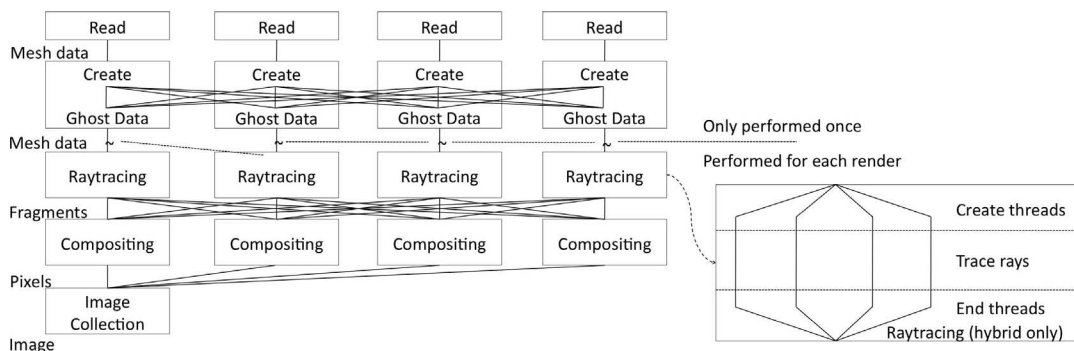 Read Read Read Read
Mesh data
Create Create Create Create
Ghost Data Ghost Data Ghost Data Ghost Data
Only performed once
Mesh data ~ ~ ~ ~
Performed for each render
Raytracing Raytracing Raytracing Raytracing
Fragments
Create threads
Compositing Compositing Compositing Compositing
Trace rays
Pixels
Image
Collection
End threads
Raytracing (hybrid only)
Image